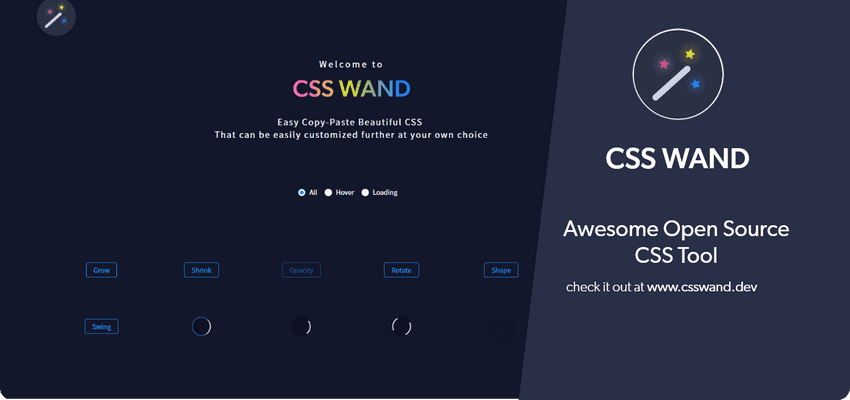 Welcome to
CSS WAND
Easy Copy-Paste Beautiful CSS
That can be easily customized further at your own choice
All Hover Loading
Grow Shrink Opacity Rotate Shape
Swing
CSS WAND
Awesome Open Source
CSS Tool
check it out at www.csswand.dev